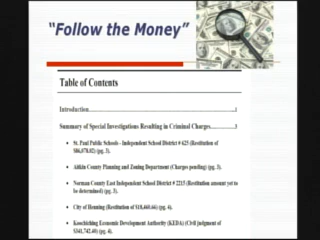 “Follow the Money”
Table of Contents
Introduction..........................................................................1
Summary of Special Investigations Resulting in Criminal Charges................3
• St. Paul Public Schools - Independent School District # 625 (Restitution of
$86,078.02) (pg. 3).
• Aitkin County Planning and Zoning Department (Charges pending) (pg. 3).
• Norman County East Independent School District # 2215 (Restitution amount yet
to be determined) (pg. 3).
• City of Henning (Restitution of $18,460.66) (pg. 4).
• Koochiching Economic Development Authority (KEDA) (Civil judgment of
$341,742.40) (pg. 4).